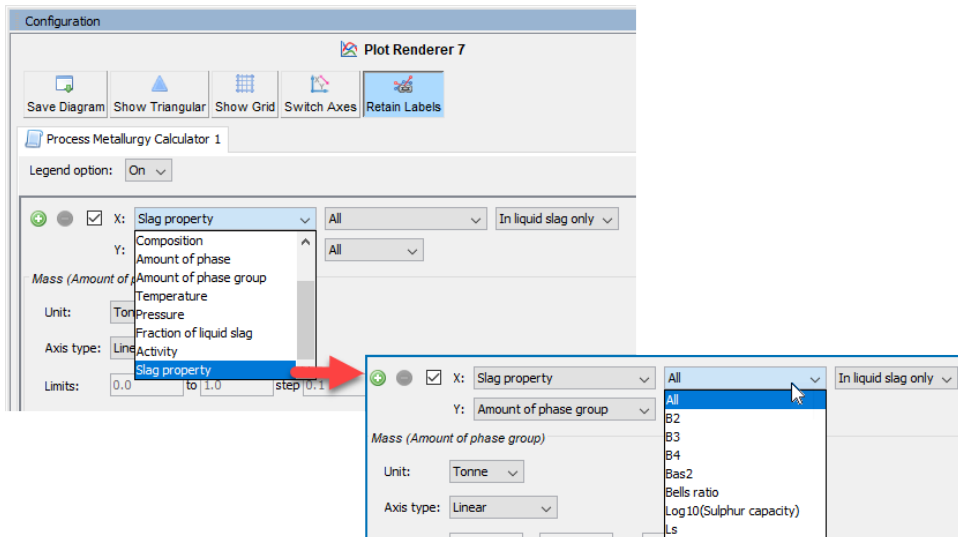 Configuration
Plot Renderer 7
Save Diagram Show Triangular Show Grid Switch Axes Retain Labels
Process Metallurgy Calculator 1
Legend option: On
X: Slag property All In liquid slag only
Composition
Y: All
Amount of phase
Mass (Amount of
Amount of phase group
Temperature
Unit: Ton
Pressure
Fraction of liquid slag
Axis type: Line
Activity
Slag property
Limits: 0.0 to 1.0 step 0.1
X: Slag property All In liquid slag only
All
Y: Amount of phase group
B2
Mass (Amount of phase group)
B3
B4
Unit: Tonne
Bas2
Bells ratio
Axis type: Linear
Log10(Sulphur capacity)
Ls